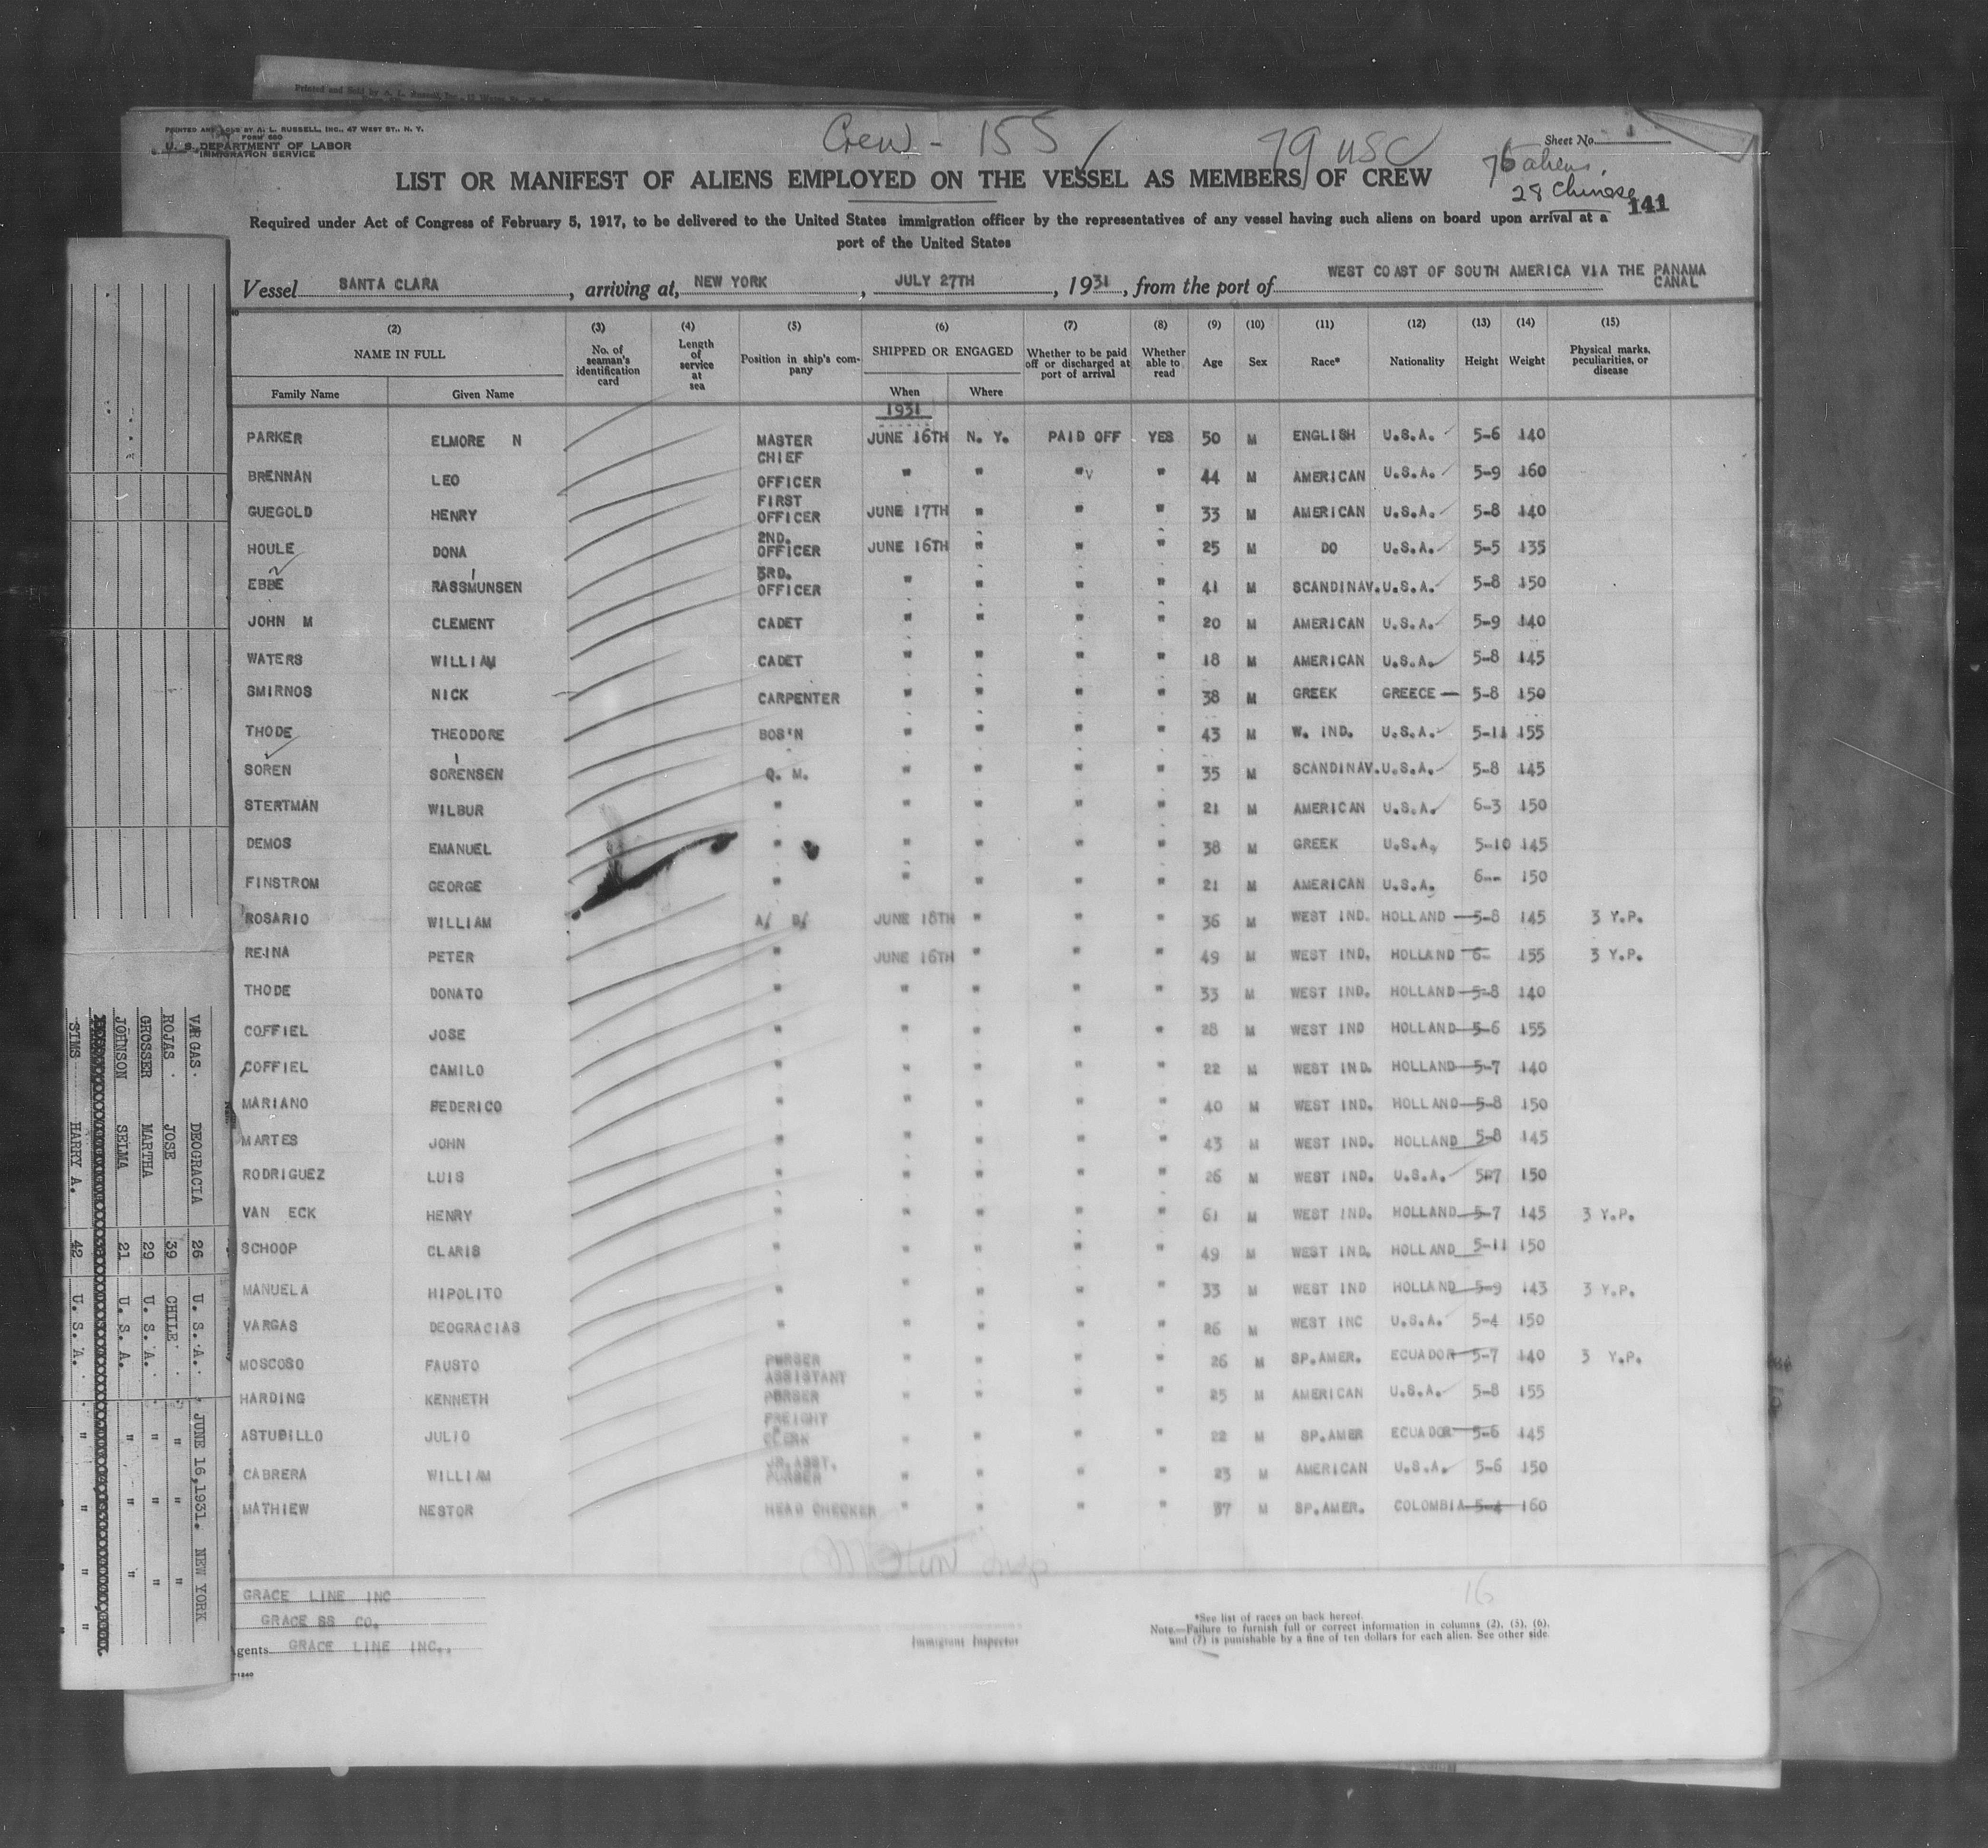 Printed and Sold by A. L. Russell, Inc.
PRINTED AND SOLD BY A. L. RUSSELL, INC., 47 WEST ST., N. Y.
FORM 680
U. S. DEPARTMENT OF LABOR
IMMIGRATION SERVICE
Crew - 155
79 USC
Sheet No. 1
76 aliens.
28 Chinese
141
LIST OR MANIFEST OF ALIENS EMPLOYED ON THE VESSEL AS MEMBERS OF CREW
Required under Act of Congress of February 5, 1917, to be delivered to the United States immigration officer by the representatives of any vessel having such aliens on board upon arrival at a
port of the United States
Vessel SANTA CLARA, arriving at, NEW YORK, JULY 27TH, 1931, from the port of WEST COAST OF SOUTH AMERICA VIA THE PANAMA
CANAL
(2) (3) (4) (5) (6) (7) (8) (9) (10) (11) (12) (13) (14) (15)
NAME IN FULL No. of seaman's identification card Length of service at sea Position in ship's company SHIPPED OR ENGAGED Whether to be paid off or discharged at port of arrival Whether able to read Age Sex Race* Nationality Height Weight Physical marks, peculiarities, or disease
Family Name Given Name When Where
1931
PARKER ELMORE N MASTER JUNE 16TH N. Y. PAID OFF YES 50 M ENGLISH U.S.A. 5-6 140
BRENNAN LEO CHIEF OFFICER " " " " 44 M AMERICAN U.S.A. 5-9 160
GUEGOLD HENRY FIRST OFFICER JUNE 17TH " " " 33 M AMERICAN U.S.A. 5-8 140
HOULE DONA 2ND. OFFICER JUNE 16TH " " " 25 M DO U.S.A. 5-5 135
EBBE RASSMUNSEN 3RD. OFFICER " " " " 41 M SCANDINAV. U.S.A. 5-8 150
JOHN M CLEMENT CADET " " " " 20 M AMERICAN U.S.A. 5-9 140
WATERS WILLIAM CADET " " " " 18 M AMERICAN U.S.A. 5-8 145
SMIRNOS NICK CARPENTER " " " " 38 M GREEK GREECE 5-8 150
THODE THEODORE BOS'N " " " " 43 M W. IND. U.S.A. 5-11 155
SOREN SORENSEN Q. M. " " " " 35 M SCANDINAV. U.S.A. 5-8 145
STERTMAN WILBUR " " " " " 21 M AMERICAN U.S.A. 6-3 150
DEMOS EMANUEL " " " " " 38 M GREEK U.S.A. 5-10 145
FINSTROM GEORGE " " " " " 21 M AMERICAN U.S.A. 6-- 150
ROSARIO WILLIAM A/ B/ JUNE 18TH " " " 36 M WEST IND. HOLLAND 5-8 145 3 Y.P.
REINA PETER " JUNE 16TH " " " 49 M WEST IND. HOLLAND 6- 155 3 Y.P.
THODE DONATO " " " " " 33 M WEST IND. HOLLAND 5-8 140
COFFIEL JOSE " " " " " 28 M WEST IND HOLLAND 5-6 155
COFFIEL CAMILO " " " " " 22 M WEST IND. HOLLAND 5-7 140
MARIANO FEDERICO " " " " " 40 M WEST IND. HOLLAND 5-8 150
MARTES JOHN " " " " " 43 M WEST IND. HOLLAND 5-8 145
RODRIGUEZ LUIS " " " " " 26 M WEST IND. U.S.A. 5-7 150
VAN ECK HENRY " " " " " 61 M WEST IND. HOLLAND 5-7 145 3 Y.P.
SCHOOP CLARIS " " " " " 49 M WEST IND. HOLLAND 5-11 150
MANUELA HIPOLITO " " " " " 33 M WEST IND HOLLAND 5-9 143 3 Y.P.
VARGAS DEOGRACIAS " " " " " 26 M WEST INC U.S.A. 5-4 150
MOSCOSO FAUSTO PURSER " " " " 26 M SP.AMER. ECUADOR 5-7 140 3 Y.P.
HARDING KENNETH ASSISTANT PURSER " " " " 25 M AMERICAN U.S.A. 5-8 155
ASTUDILLO JULIO FREIGHT CLERK " " " " 22 M SP.AMER ECUADOR 5-6 145
CABRERA WILLIAM JR.ASST. PURSER " " " " 23 M AMERICAN U.S.A. 5-6 150
MATHIEW NESTOR HEAD CHECKER " " " " 37 M SP.AMER. COLOMBIA 5-4 160
16
GRACE LINE INC
GRACE SS CO.
Agents GRACE LINE INC..
Immigrant Inspector
*See list of races on back hereof.
Note.—Failure to furnish full or correct information in columns (2), (5), (6),
and (7) is punishable by a fine of ten dollars for each alien. See other side.
VARGAS DEOGRACIA 26 U. S. A. JUNE 16,1931. NEW YORK
ROJAS JOSE 39 CHILE " " "
GROSSER MARTHA 29 U. S. A. " " "
JOHNSON SELMA 21 U. S. A. " " "
SIMS HARRY A. 42 U. S. A. " " " "